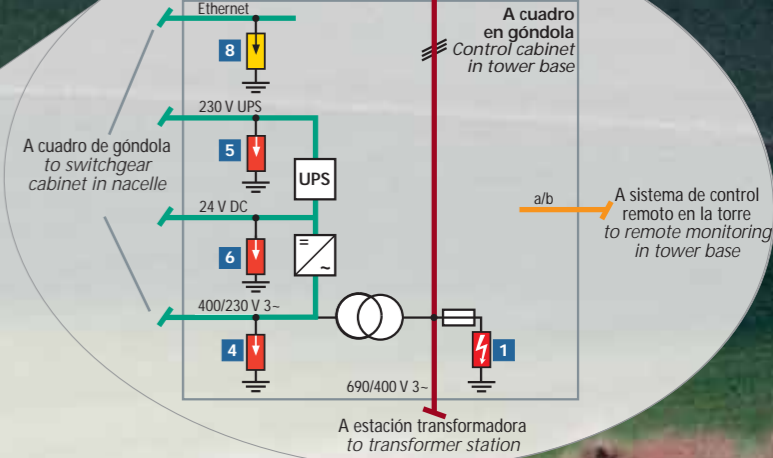 Ethernet
8
A cuadro
en góndola
Control cabinet
in tower base
230 V UPS
5
A cuadro de góndola
to switchgear
cabinet in nacelle
UPS
24 V DC
6
=
~
a/b
A sistema de control
remoto en la torre
to remote monitoring
in tower base
400/230 V 3~
4
1
690/400 V 3~
A estación transformadora
to transformer station